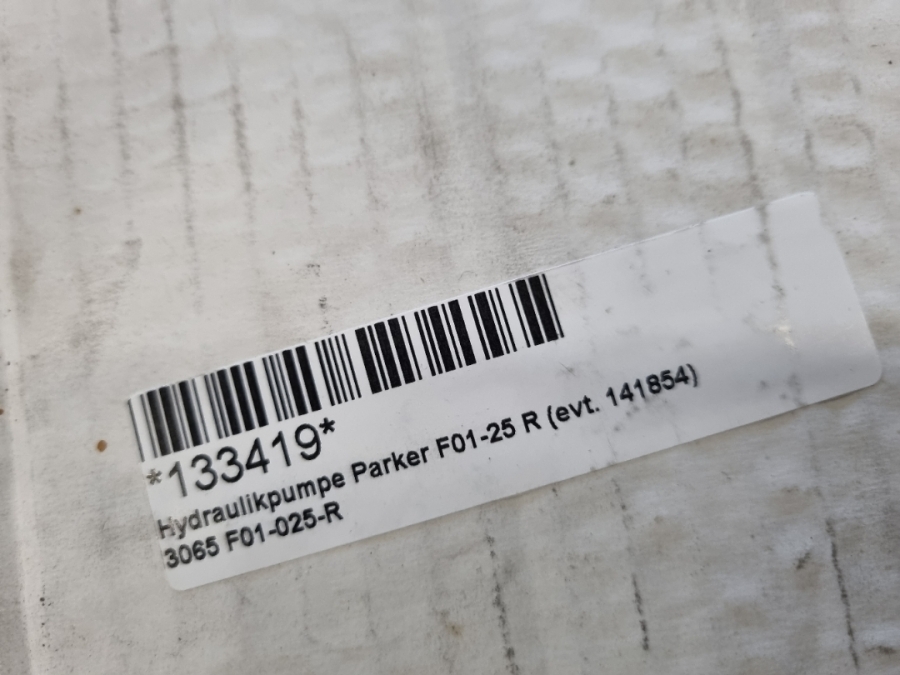 *133419*
Hydraulikpumpe Parker F01-25 R (evt. 141854)
3065 F01-025-R